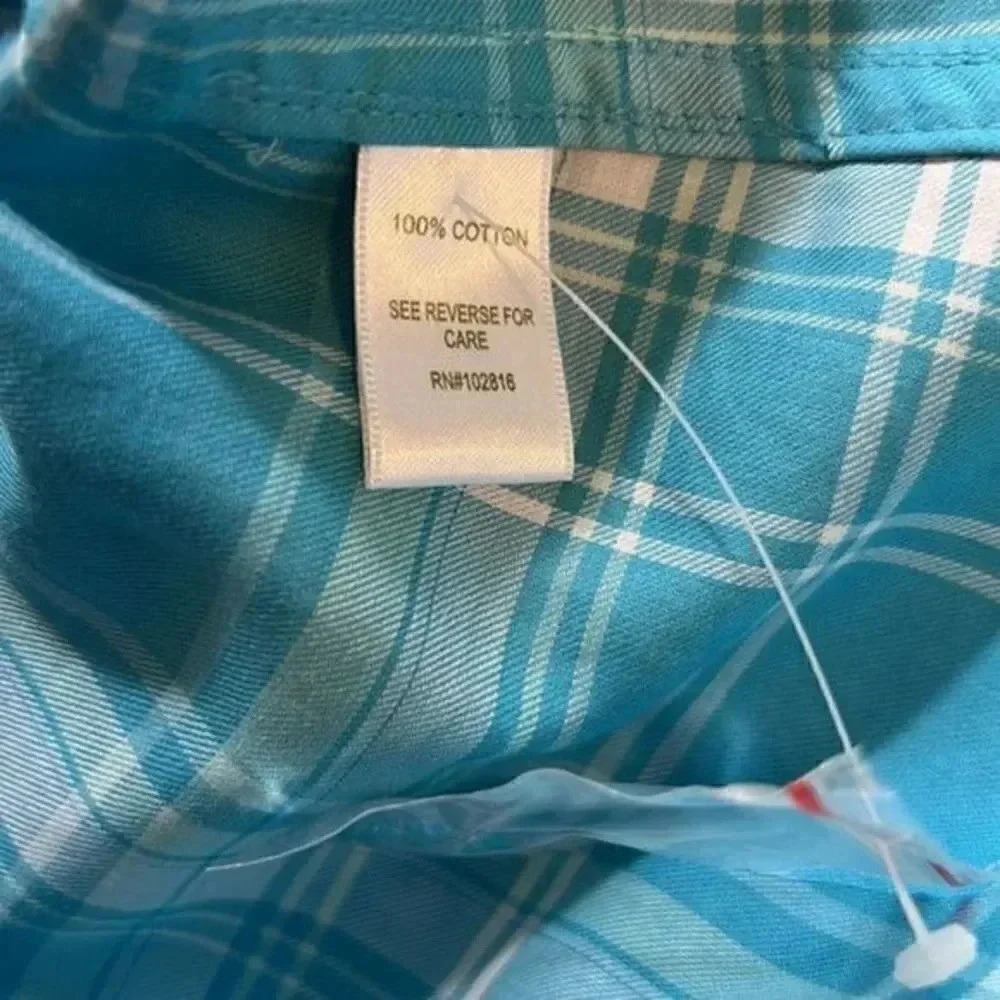 100% COTTON
SEE REVERSE FOR
CARE
RN#102816